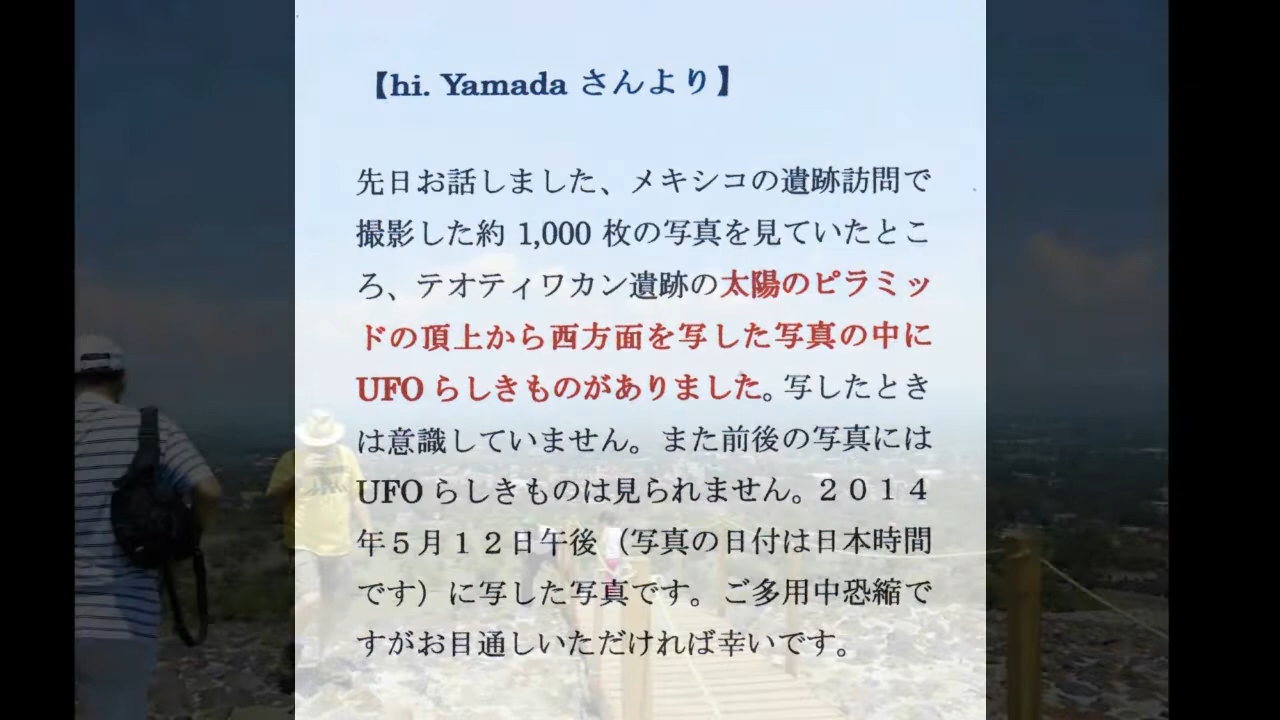 【hi. Yamada さんより】
先日お話しました、メキシコの遺跡訪問で
撮影した約 1,000 枚の写真を見ていたとこ
ろ、テオティワカン遺跡の太陽のピラミッ
ドの頂上から西方面を写した写真の中に
UFO らしきものがありました。写したとき
は意識していません。また前後の写真には
UFO らしきものは見られません。２０１４
年５月１２日午後（写真の日付は日本時間
です）に写した写真です。ご多用中恐縮で
すがお目通しいただければ幸いです。